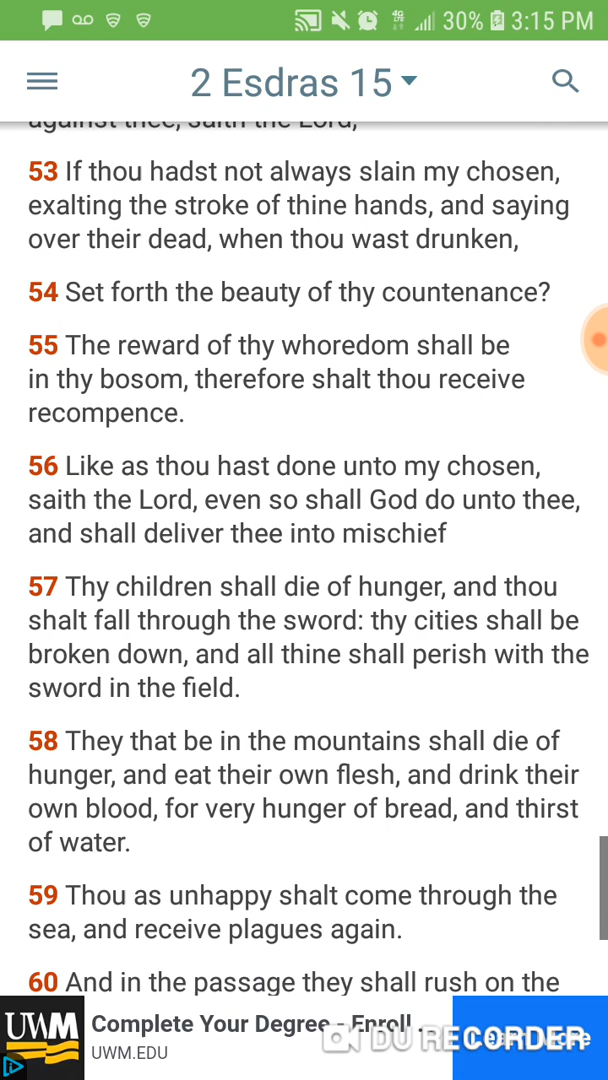 30% 3:15 PM
2 Esdras 15
against thee, saith the Lord,
53 If thou hadst not always slain my chosen,
exalting the stroke of thine hands, and saying
over their dead, when thou wast drunken,
54 Set forth the beauty of thy countenance?
55 The reward of thy whoredom shall be
in thy bosom, therefore shalt thou receive
recompence.
56 Like as thou hast done unto my chosen,
saith the Lord, even so shall God do unto thee,
and shall deliver thee into mischief
57 Thy children shall die of hunger, and thou
shalt fall through the sword: thy cities shall be
broken down, and all thine shall perish with the
sword in the field.
58 They that be in the mountains shall die of
hunger, and eat their own flesh, and drink their
own blood, for very hunger of bread, and thirst
of water.
59 Thou as unhappy shalt come through the
sea, and receive plagues again.
60 And in the passage they shall rush on the
UWM
Complete Your Degree - Enroll ...
UWM.EDU
DU RECORDER